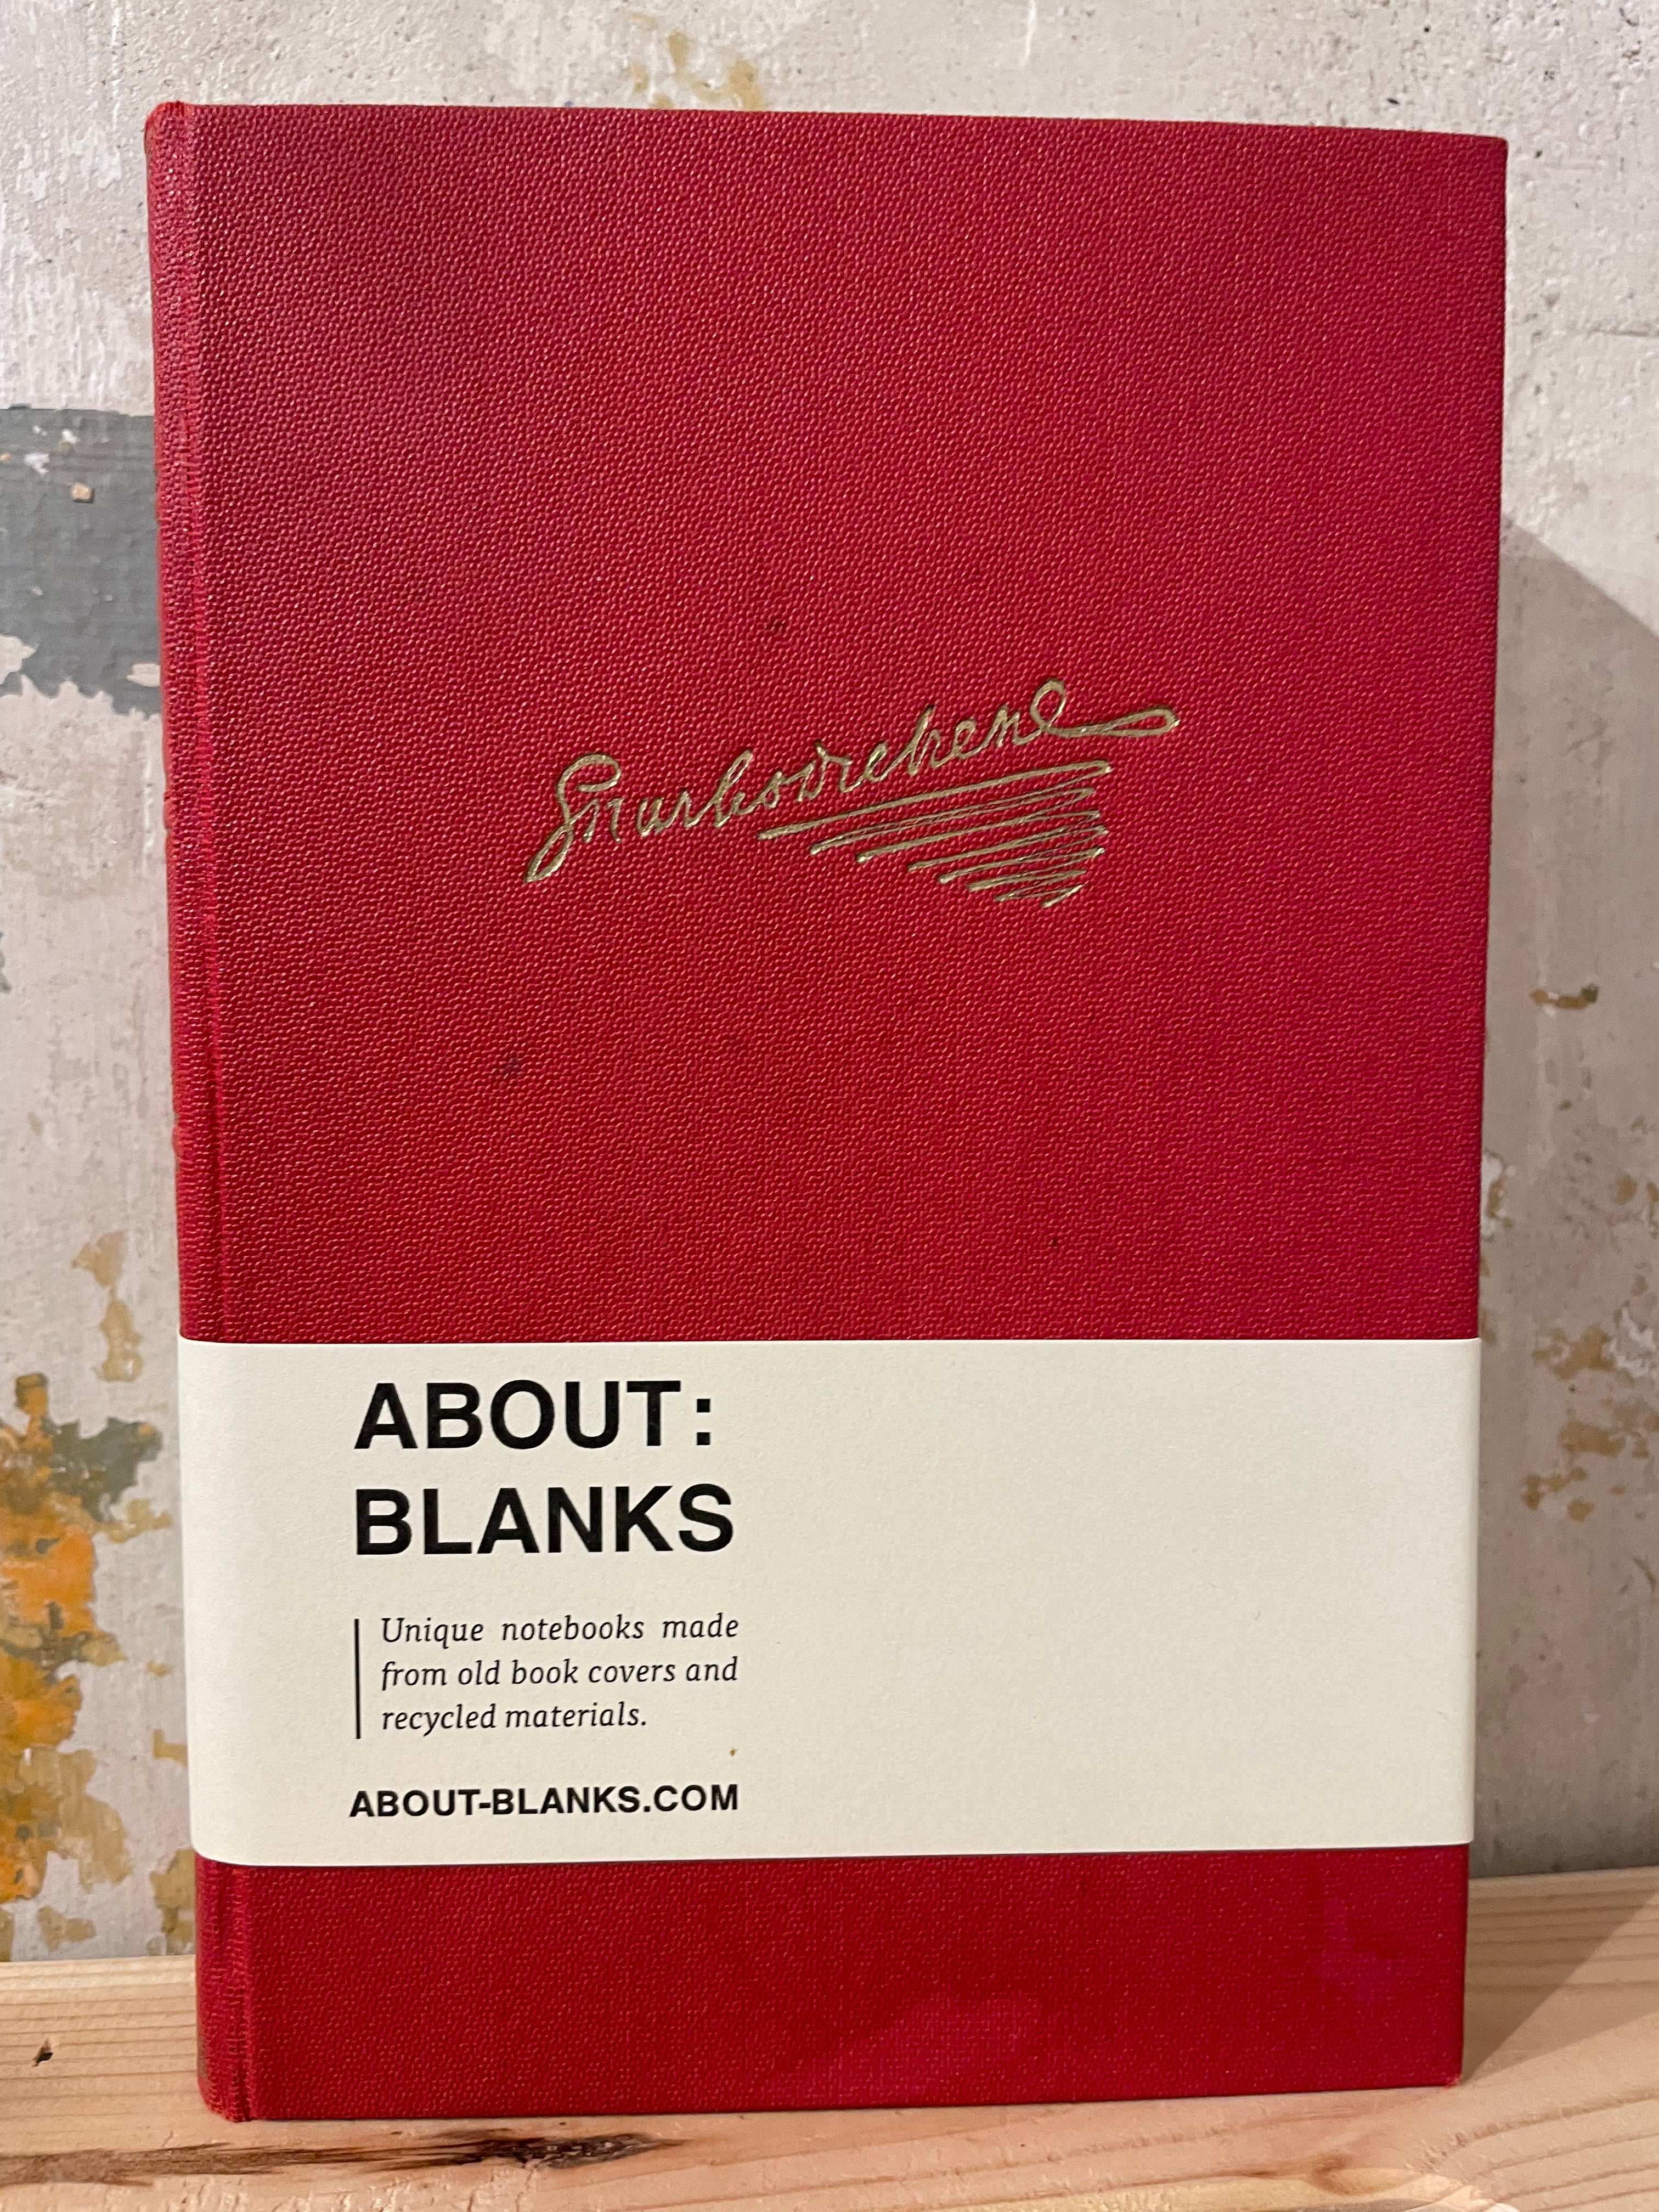 ABOUT:
BLANKS
Unique notebooks made
from old book covers and
recycled materials.
ABOUT-BLANKS.COM